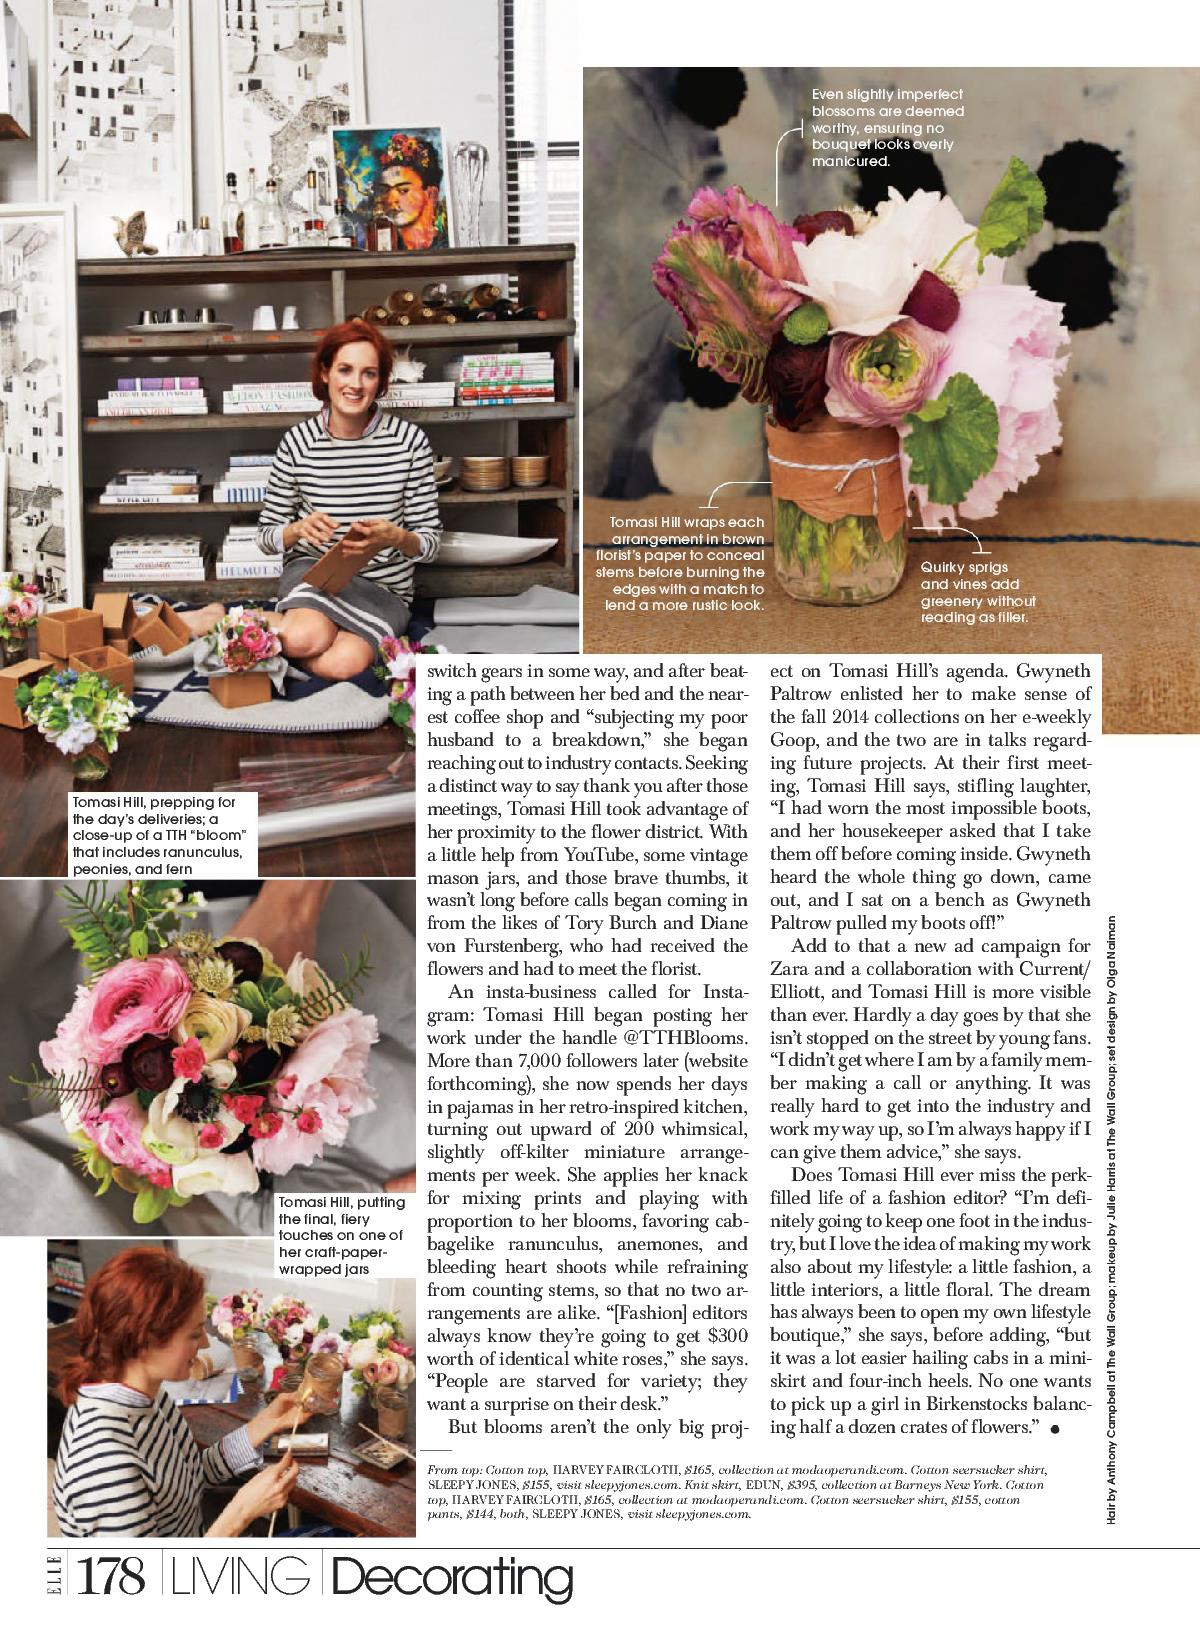 Even slightly imperfect
blossoms are deemed
worthy, ensuring no
bouquet looks overly
manicured.
Tomasi Hill wraps each
arrangement in brown
florist's paper to conceal
stems before burning the
edges with a match to
lend a more rustic look.
Quirky sprigs
and vines add
greenery without
reading as filler.
Tomasi Hill, prepping for
the day's deliveries; a
close-up of a TTH “bloom”
that includes ranunculus,
peonies, and fern
Tomasi Hill, putting
the final, fiery
touches on one of
her craft-paper-
wrapped jars
switch gears in some way, and after beat-
ing a path between her bed and the near-
est coffee shop and “subjecting my poor
husband to a breakdown,” she began
reaching out to industry contacts. Seeking
a distinct way to say thank you after those
meetings, Tomasi Hill took advantage of
her proximity to the flower district. With
a little help from YouTube, some vintage
mason jars, and those brave thumbs, it
wasn't long before calls began coming in
from the likes of Tory Burch and Diane
von Furstenberg, who had received the
flowers and had to meet the florist.
An insta-business called for Insta-
gram: Tomasi Hill began posting her
work under the handle @TTHBlooms.
More than 7,000 followers later (website
forthcoming), she now spends her days
in pajamas in her retro-inspired kitchen,
turning out upward of 200 whimsical,
slightly off-kilter miniature arrange-
ments per week. She applies her knack
for mixing prints and playing with
proportion to her blooms, favoring cab-
bagelike ranunculus, anemones, and
bleeding heart shoots while refraining
from counting stems, so that no two ar-
rangements are alike. “[Fashion] editors
always know they're going to get $300
worth of identical white roses,” she says.
“People are starved for variety; they
want a surprise on their desk.”
But blooms aren't the only big proj-
ect on Tomasi Hill's agenda. Gwyneth
Paltrow enlisted her to make sense of
the fall 2014 collections on her e-weekly
Goop, and the two are in talks regard-
ing future projects. At their first meet-
ing, Tomasi Hill says, stifling laughter,
“I had worn the most impossible boots,
and her housekeeper asked that I take
them off before coming inside. Gwyneth
heard the whole thing go down, came
out, and I sat on a bench as Gwyneth
Paltrow pulled my boots off!”
Add to that a new ad campaign for
Zara and a collaboration with Current/
Elliott, and Tomasi Hill is more visible
than ever. Hardly a day goes by that she
isn't stopped on the street by young fans.
“I didn't get where I am by a family mem-
ber making a call or anything. It was
really hard to get into the industry and
work my way up, so I'm always happy if I
can give them advice,” she says.
Does Tomasi Hill ever miss the perk-
filled life of a fashion editor? “I'm defi-
nitely going to keep one foot in the indus-
try, but I love the idea of making my work
also about my lifestyle: a little fashion, a
little interiors, a little floral. The dream
has always been to open my own lifestyle
boutique,” she says, before adding, “but
it was a lot easier hailing cabs in a mini-
skirt and four-inch heels. No one wants
to pick up a girl in Birkenstocks balanc-
ing half a dozen crates of flowers.” ●
From top: Cotton top, HARVEY FAIRCLOTH, $165, collection at modaoperandi.com. Cotton seersucker shirt,
SLEEPY JONES, $155, visit sleepyjones.com. Knit skirt, EDUN, $395, collection at Barneys New York. Cotton
top, HARVEY FAIRCLOTH, $165, collection at modaoperandi.com. Cotton seersucker shirt, $155, cotton
pants, $144, both, SLEEPY JONES, visit sleepyjones.com.
Hair by Anthony Campbell at The Wall Group; makeup by Julie Harris at The Wall Group; set design by Olga Naiman
ELLE 178 LIVING Decorating